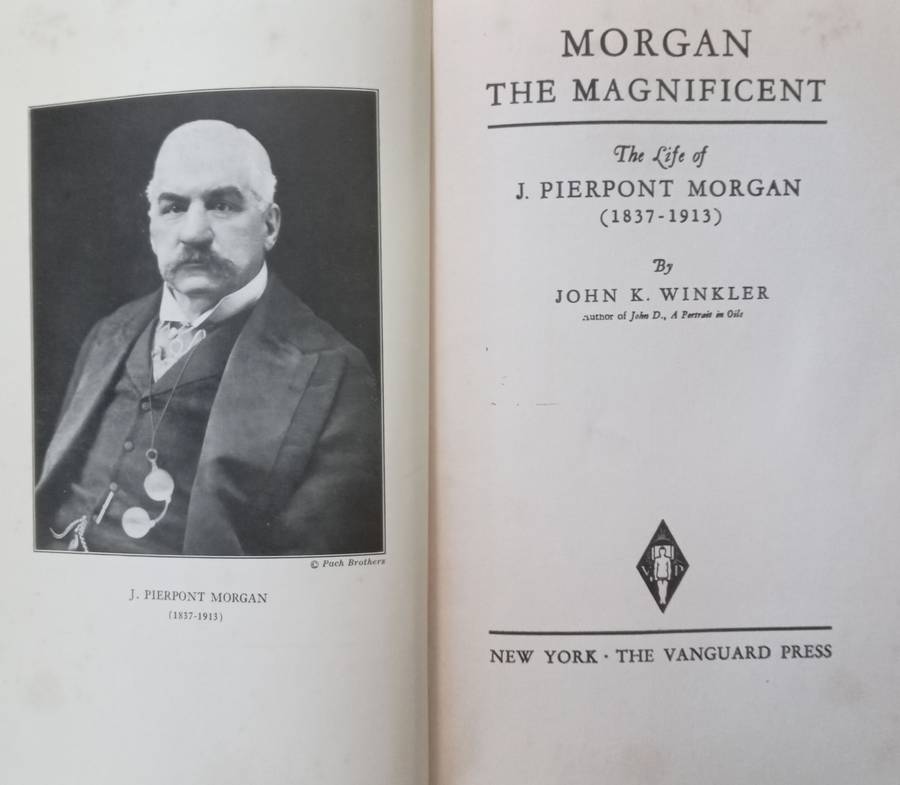 © Pach Brothers
J. PIERPONT MORGAN
(1837-1913)
MORGAN
THE MAGNIFICENT
The Life of
J. PIERPONT MORGAN
(1837-1913)
By
JOHN K. WINKLER
Author of John D., A Portrait in Oils
V P
NEW YORK · THE VANGUARD PRESS